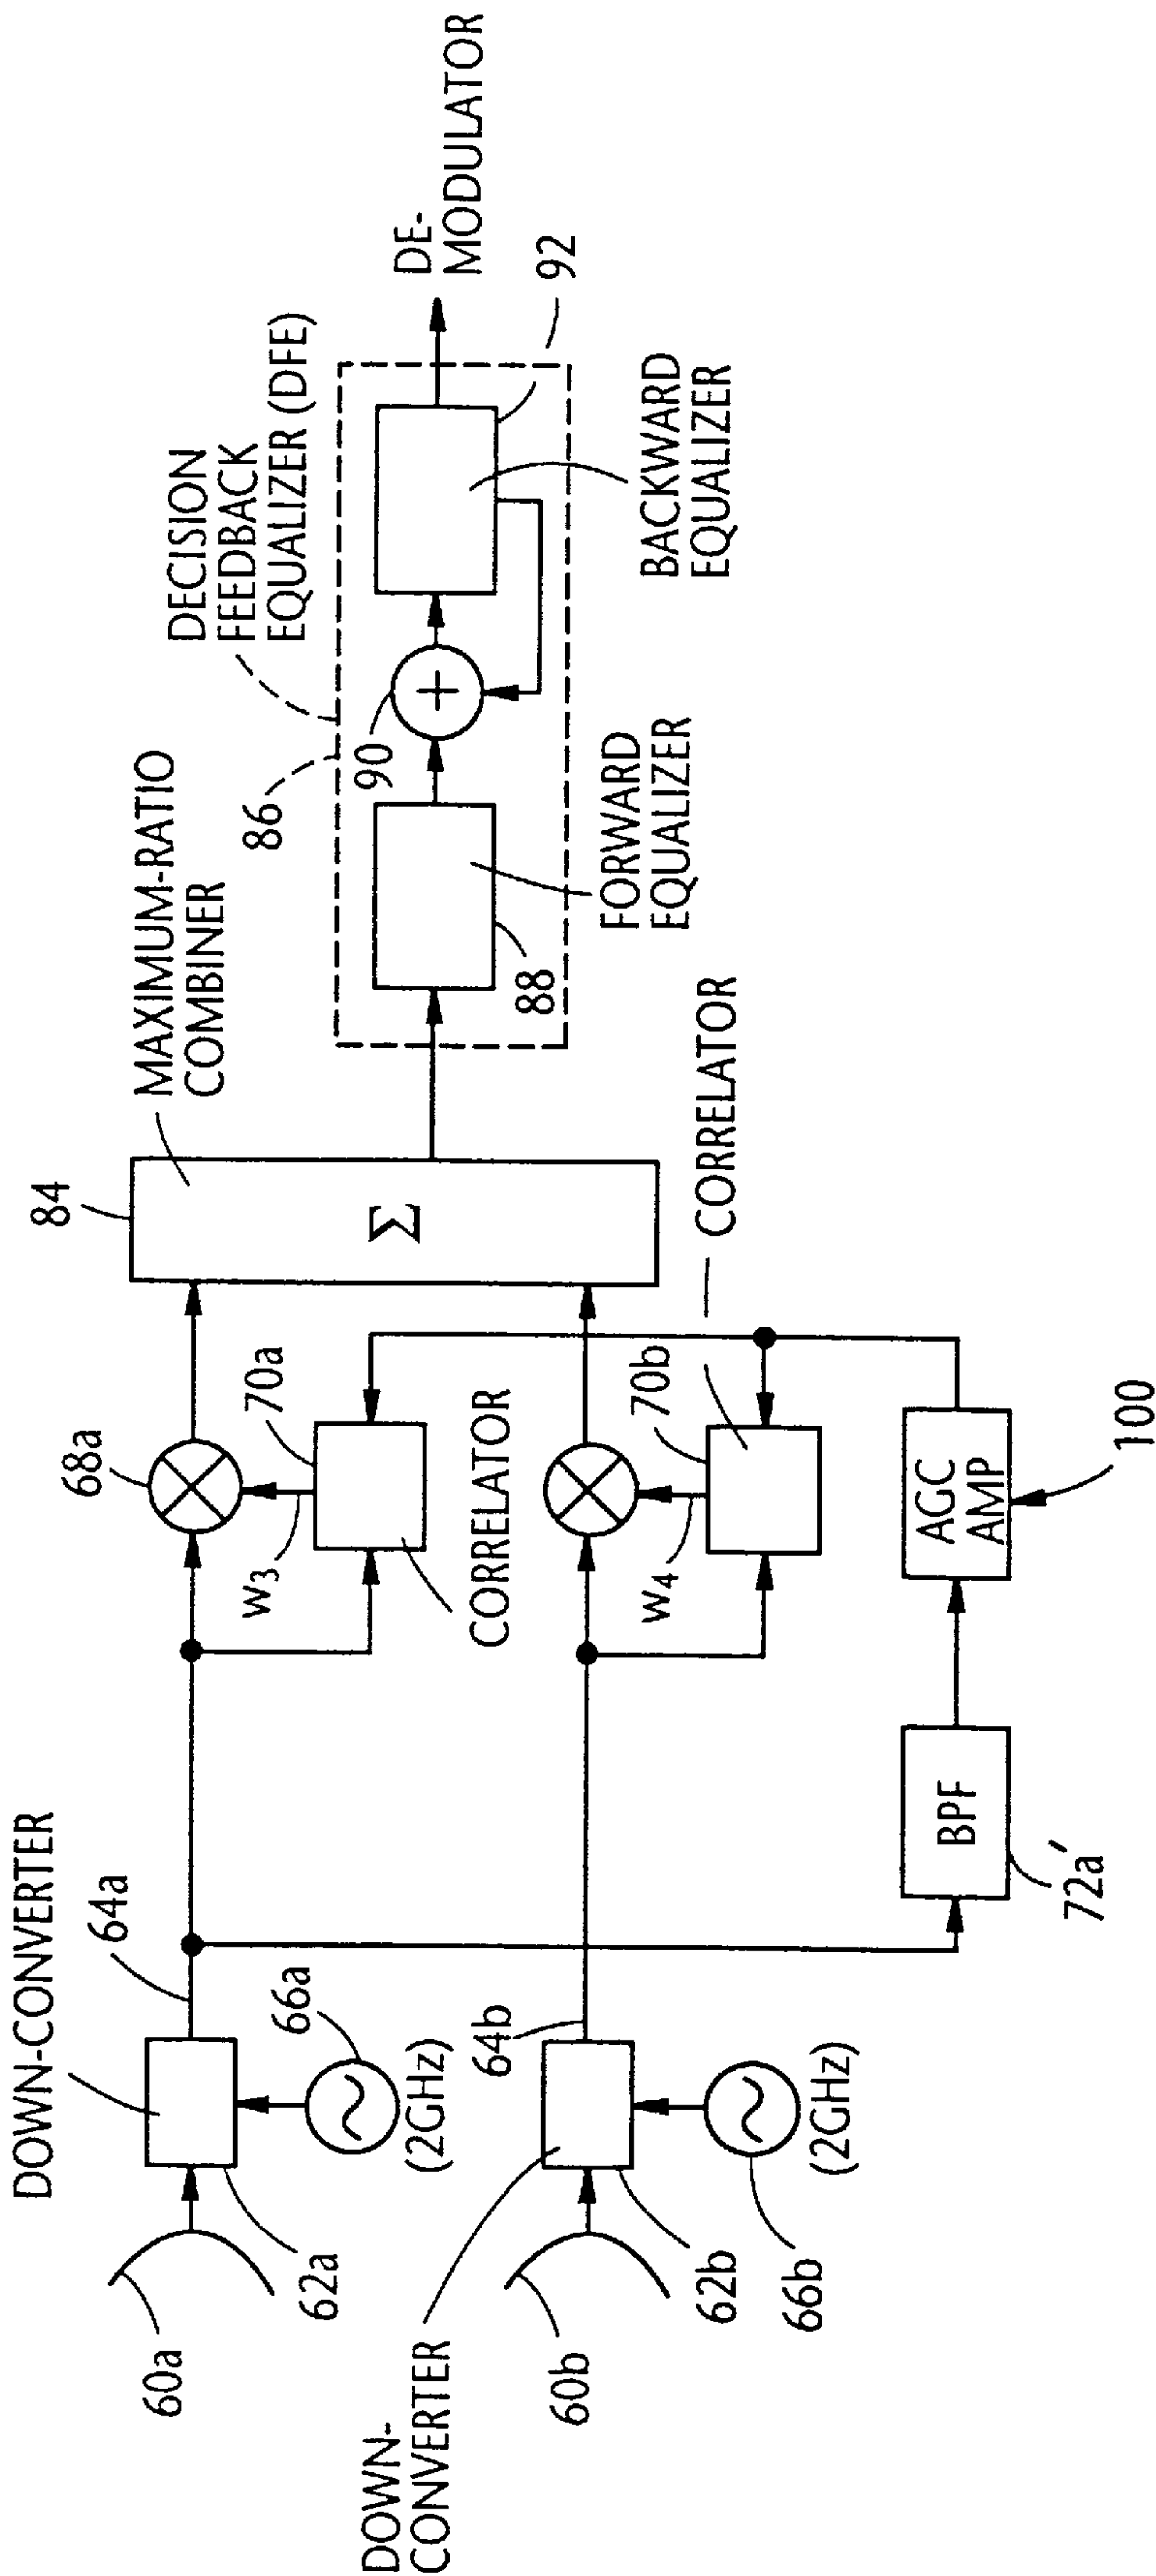 DOWN-CONVERTER
64a
60a
62a
66a
(2GHz)
68a
W3
70a
CORRELATOR
84
MAXIMUM-RATIO
COMBINER
Σ
DOWN-
CONVERTER
64b
60b
62b
66b
(2GHz)
W4
70b
CORRELATOR
BPF
72a'
AGC
AMP
100
86
DECISION
FEEDBACK
EQUALIZER (DFE)
88
FORWARD
EQUALIZER
90
+
92
BACKWARD
EQUALIZER
DE-
MODULATOR